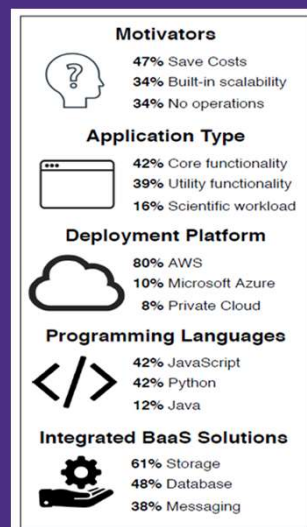 Motivators
?
47% Save Costs
34% Built-in scalability
34% No operations
Application Type
42% Core functionality
39% Utility functionality
16% Scientific workload
Deployment Platform
80% AWS
10% Microsoft Azure
8% Private Cloud
Programming Languages
</>
42% JavaScript
42% Python
12% Java
Integrated BaaS Solutions
61% Storage
48% Database
38% Messaging